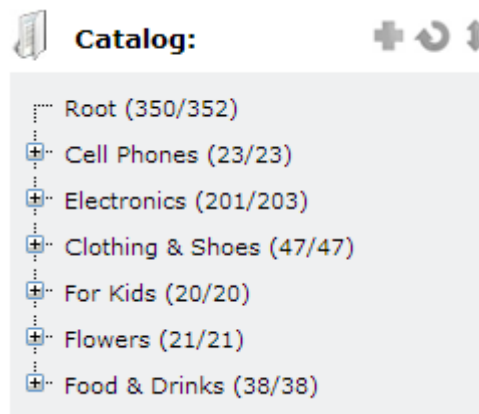 Catalog:
Root (350/352)
Cell Phones (23/23)
Electronics (201/203)
Clothing & Shoes (47/47)
For Kids (20/20)
Flowers (21/21)
Food & Drinks (38/38)